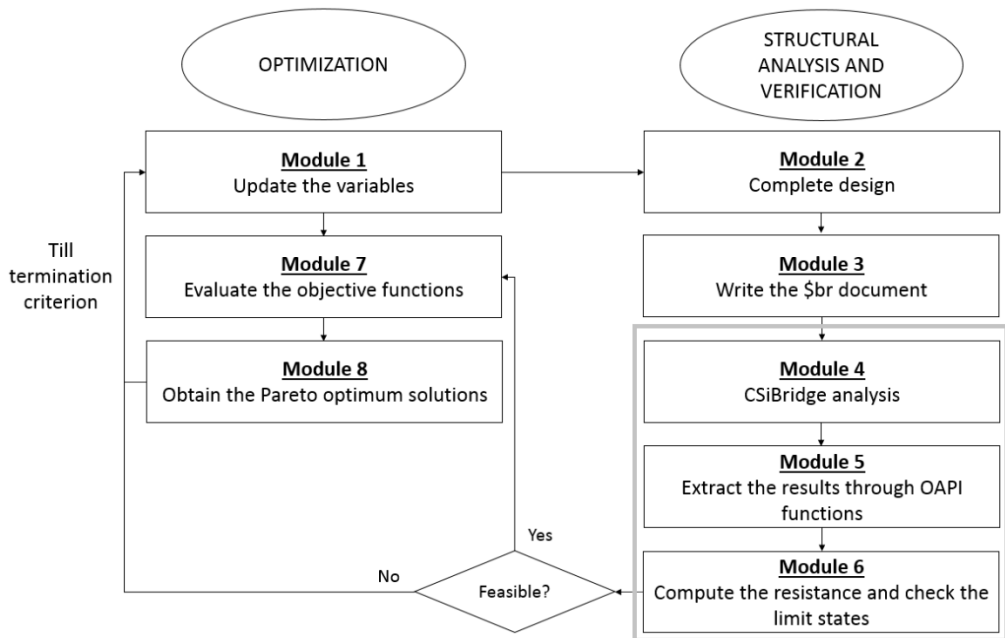 OPTIMIZATION
STRUCTURAL
ANALYSIS AND
VERIFICATION
Module 1
Update the variables
Module 2
Complete design
Till
termination
criterion
Module 7
Evaluate the objective functions
Module 3
Write the $br document
Module 8
Obtain the Pareto optimum solutions
Module 4
CSiBridge analysis
Module 5
Extract the results through OAPI
functions
Yes
No
Feasible?
Module 6
Compute the resistance and check the
limit states